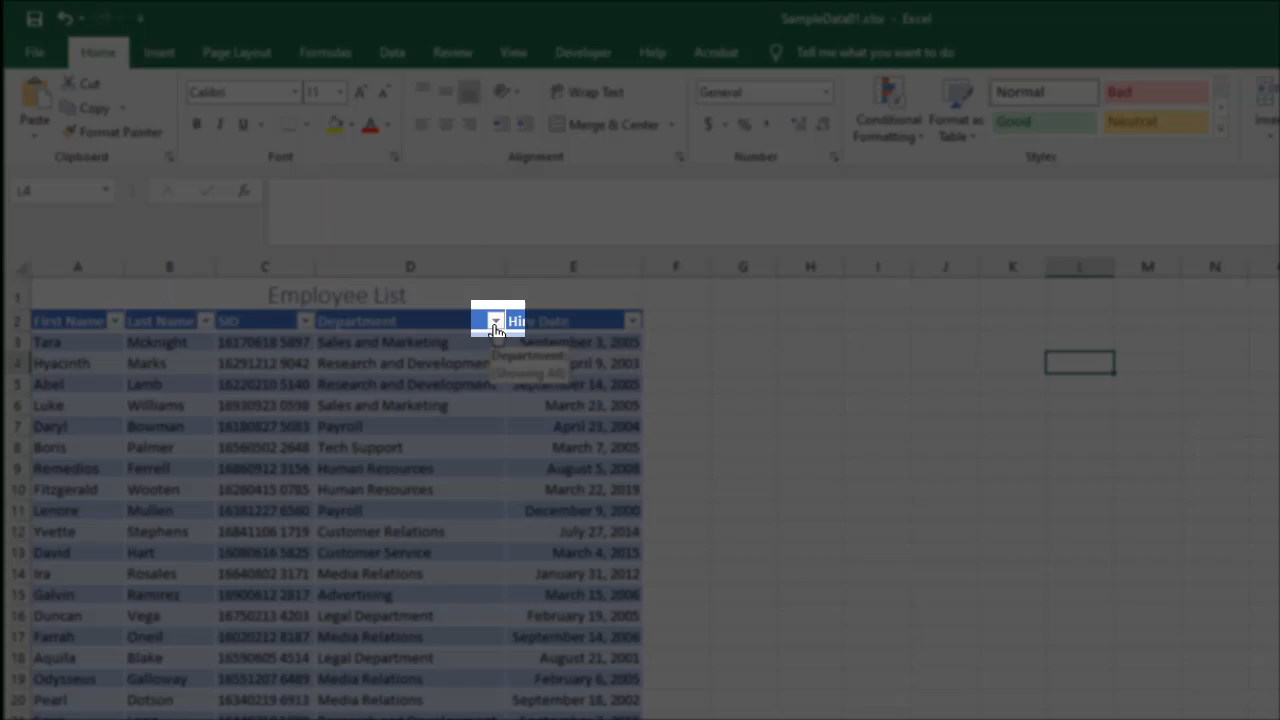 SampleData01.xlsx - Excel
File Home Insert Page Layout Formulas Data Review View Developer Help Acrobat Tell me what you want to do
Paste
Cut
Copy
Format Painter
Clipboard
Calibri 11
B I U
Font
Wrap Text
Merge & Center
Alignment
General
$ % ,
Number
Conditional Formatting
Format as Table
Normal Bad
Good Neutral
Styles
L4 fx
A B C D E F G H I J K L M N
1 Employee List
2 First Name Last Name SID Department Hire Date
3 Tara Mcknight 16170618 5897 Sales and Marketing September 3, 2005
4 Hyacinth Marks 16291212 9042 Research and Development April 9, 2003
5 Abel Lamb 16220210 5140 Research and Development September 14, 2005
Department:
(Showing All)
6 Luke Williams 16930923 0598 Sales and Marketing March 23, 2005
7 Daryl Bowman 16180827 5083 Payroll April 23, 2004
8 Boris Palmer 16560502 2648 Tech Support March 7, 2005
9 Remedios Ferrell 16860912 3156 Human Resources August 5, 2008
10 Fitzgerald Wooten 16260415 0785 Human Resources March 22, 2019
11 Lenore Mullen 16381227 6560 Payroll December 9, 2000
12 Yvette Stephens 16841106 1719 Customer Relations July 27, 2014
13 David Hart 16080616 5825 Customer Service March 4, 2015
14 Ira Rosales 16640802 3171 Media Relations January 31, 2012
15 Galvin Ramirez 16900612 2817 Advertising March 15, 2006
16 Duncan Vega 16750213 4203 Legal Department February 19, 2005
17 Farrah Oneil 16020212 8187 Media Relations September 14, 2006
18 Aquila Blake 16590605 4514 Legal Department August 21, 2001
19 Odysseus Galloway 16551207 6489 Media Relations February 6, 2005
20 Pearl Dotson 16340219 6913 Media Relations September 18, 2002